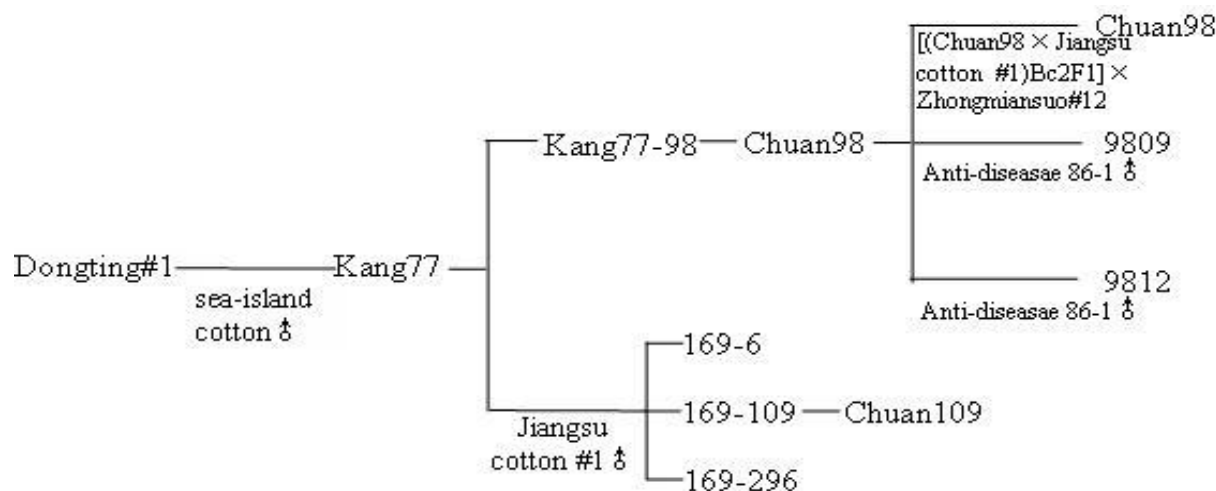 Chuan98
[(Chuan98 × Jiangsu
cotton #1)Bc2F1] ×
Zhongmiansuo#12
Kang77-98
Chuan98
9809
Anti-diseasae 86-1 ♂
Dongting#1
Kang77
sea-island
cotton ♂
9812
Anti-diseasae 86-1 ♂
169-6
169-109
Chuan109
Jiangsu
cotton #1 ♂
169-296